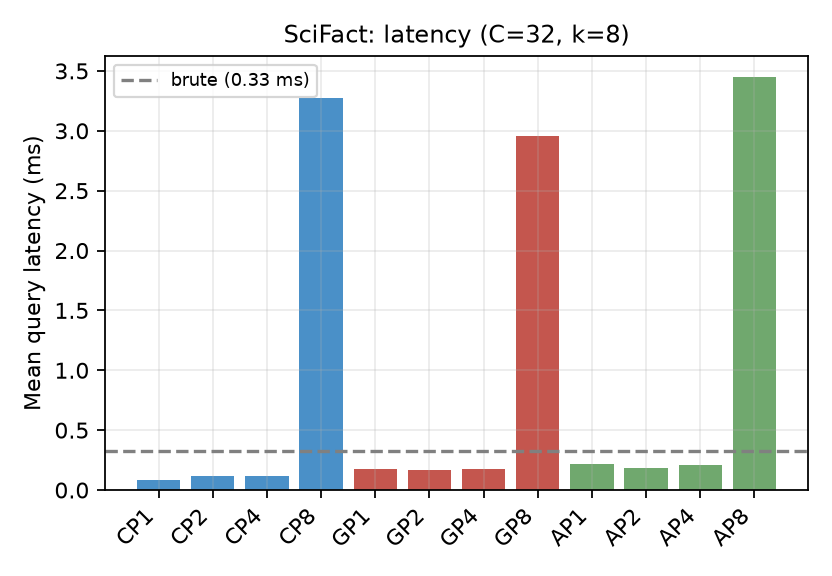 SciFact: latency (C=32, k=8)
brute (0.33 ms)
Mean query latency (ms)
3.5
3.0
2.5
2.0
1.5
1.0
0.5
0.0
CP1 CP2 CP4 CP8 GP1 GP2 GP4 GP8 AP1 AP2 AP4 AP8